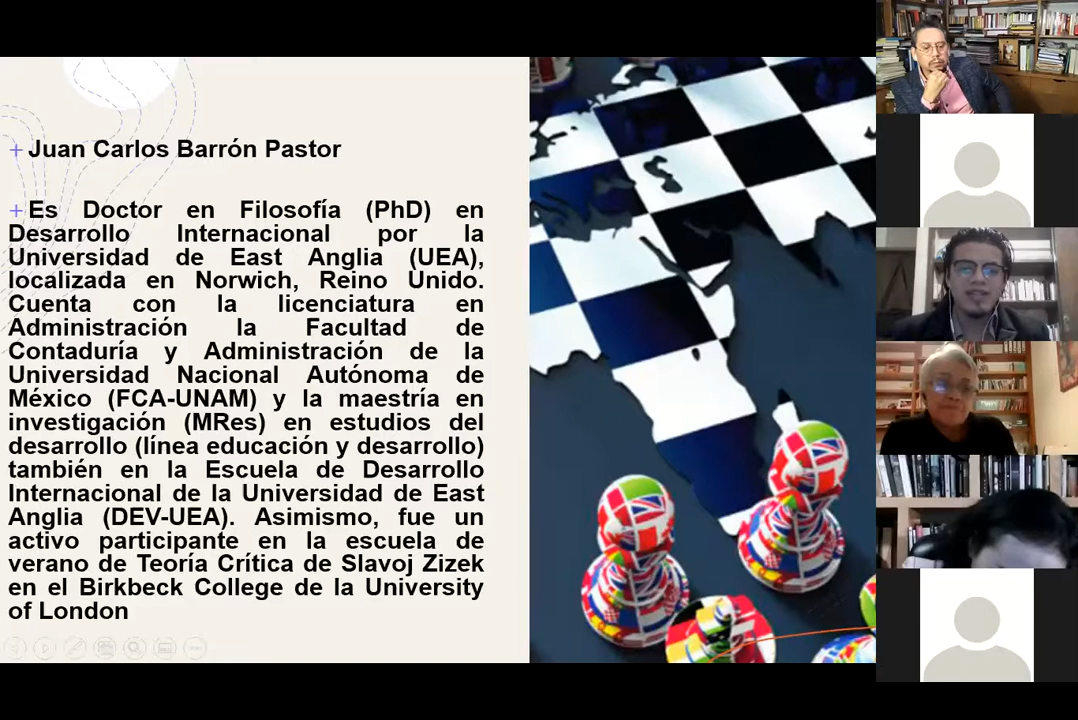 +Juan Carlos Barrón Pastor
+Es Doctor en Filosofía (PhD) en
Desarrollo Internacional por la
Universidad de East Anglia (UEA),
localizada en Norwich, Reino Unido.
Cuenta con la licenciatura en
Administración la Facultad de
Contaduría y Administración de la
Universidad Nacional Autónoma de
México (FCA-UNAM) y la maestría en
investigación (MRes) en estudios del
desarrollo (línea educación y desarrollo)
también en la Escuela de Desarrollo
Internacional de la Universidad de East
Anglia (DEV-UEA). Asimismo, fue un
activo participante en la escuela de
verano de Teoría Crítica de Slavoj Zizek
en el Birkbeck College de la University
of London